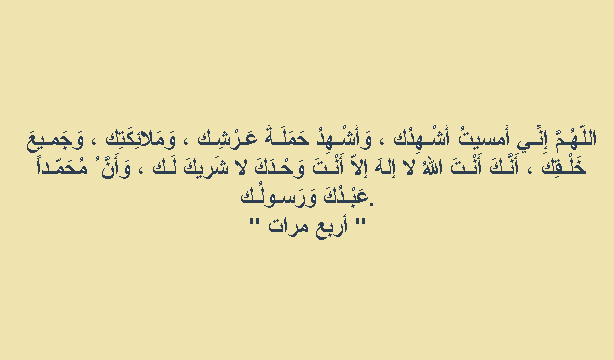 اللّهُـمَّ إِنِّـي أمسيتُ أُشْـهِدُك ، وَأُشْـهِدُ حَمَلَـةَ عَـرْشِـك ، وَمَلائِكَتِك ، وَجَمـيعَ
خَلْـقِك ، أَنَّـكَ أَنْـتَ اللهُ لا إلهَ إلاّ أَنْـتَ وَحْـدَكَ لا شَريكَ لَـك ، وَأَنَّ ُ مُحَمّـداً
عَبْـدُكَ وَرَسـولُـك.
" أربع مرات "